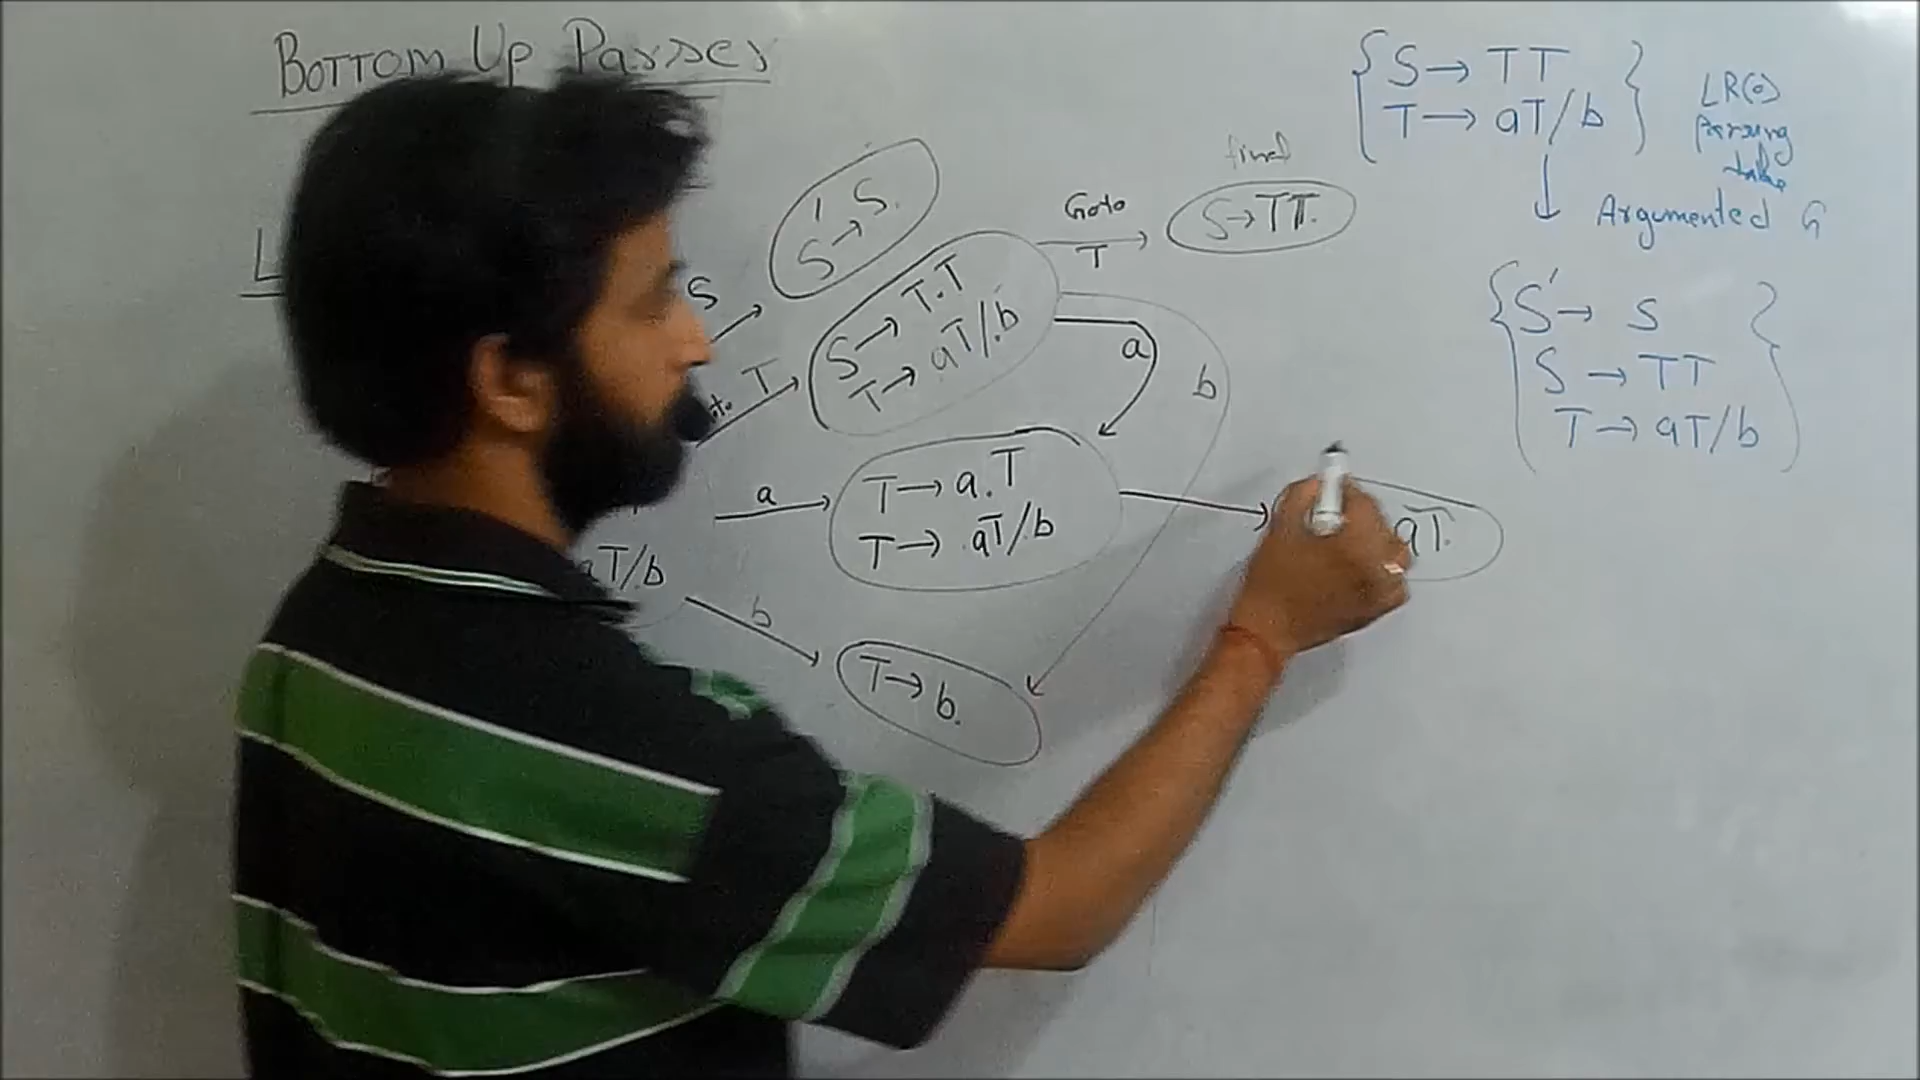 BOTTOM Up Parser
L
S
S' → S.
T
S → T.T
T → .aT/.b
Goto
T
final
S → TT.
a
b
a
T → a.T
T → .aT/.b
aT.
aT/b
b
T → b.
S → TT
T → aT/b
LR(0)
Parsing
table
Argumented G
S' → S
S → TT
T → aT/b